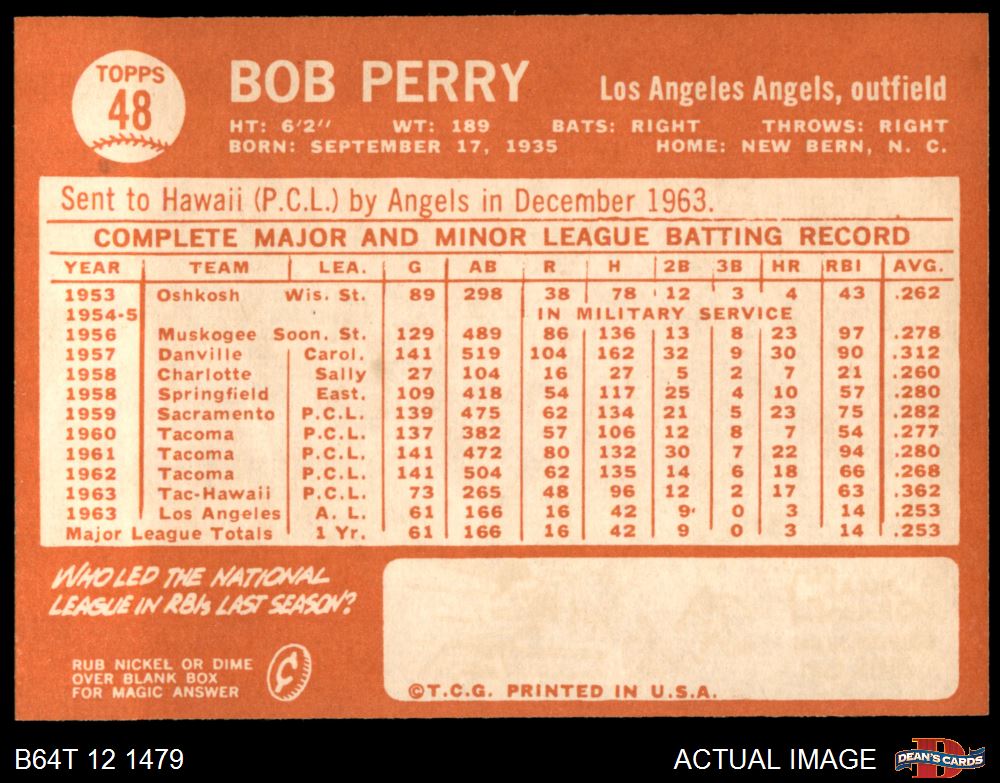 TOPPS
48
BOB PERRY
Los Angeles Angels, outfield
HT: 6'2" WT: 189 BATS: RIGHT THROWS: RIGHT
BORN: SEPTEMBER 17, 1935 HOME: NEW BERN, N. C.
Sent to Hawaii (P.C.L.) by Angels in December 1963.
COMPLETE MAJOR AND MINOR LEAGUE BATTING RECORD
YEAR TEAM LEA. G AB R H 2B 3B HR RBI AVG.
1953 Oshkosh Wis. St. 89 298 38 78 12 3 4 43 .262
1954-5 IN MILITARY SERVICE
1956 Muskogee Soon. St. 129 489 86 136 13 8 23 97 .278
1957 Danville Carol. 141 519 104 162 32 9 30 90 .312
1958 Charlotte Sally 27 104 16 27 5 2 7 21 .260
1958 Springfield East. 109 418 54 117 25 4 10 57 .280
1959 Sacramento P.C.L. 139 475 62 134 21 5 23 75 .282
1960 Tacoma P.C.L. 137 382 57 106 12 8 7 54 .277
1961 Tacoma P.C.L. 141 472 80 132 30 7 22 94 .280
1962 Tacoma P.C.L. 141 504 62 135 14 6 18 66 .268
1963 Tac-Hawaii P.C.L. 73 265 48 96 12 2 17 63 .362
1963 Los Angeles A. L. 61 166 16 42 9 0 3 14 .253
Major League Totals 1 Yr. 61 166 16 42 9 0 3 14 .253
WHO LED THE NATIONAL
LEAGUE IN RBIs LAST SEASON?
RUB NICKEL OR DIME
OVER BLANK BOX
FOR MAGIC ANSWER
©T.C.G. PRINTED IN U.S.A.
B64T 12 1479
ACTUAL IMAGE
DEAN'S CARDS